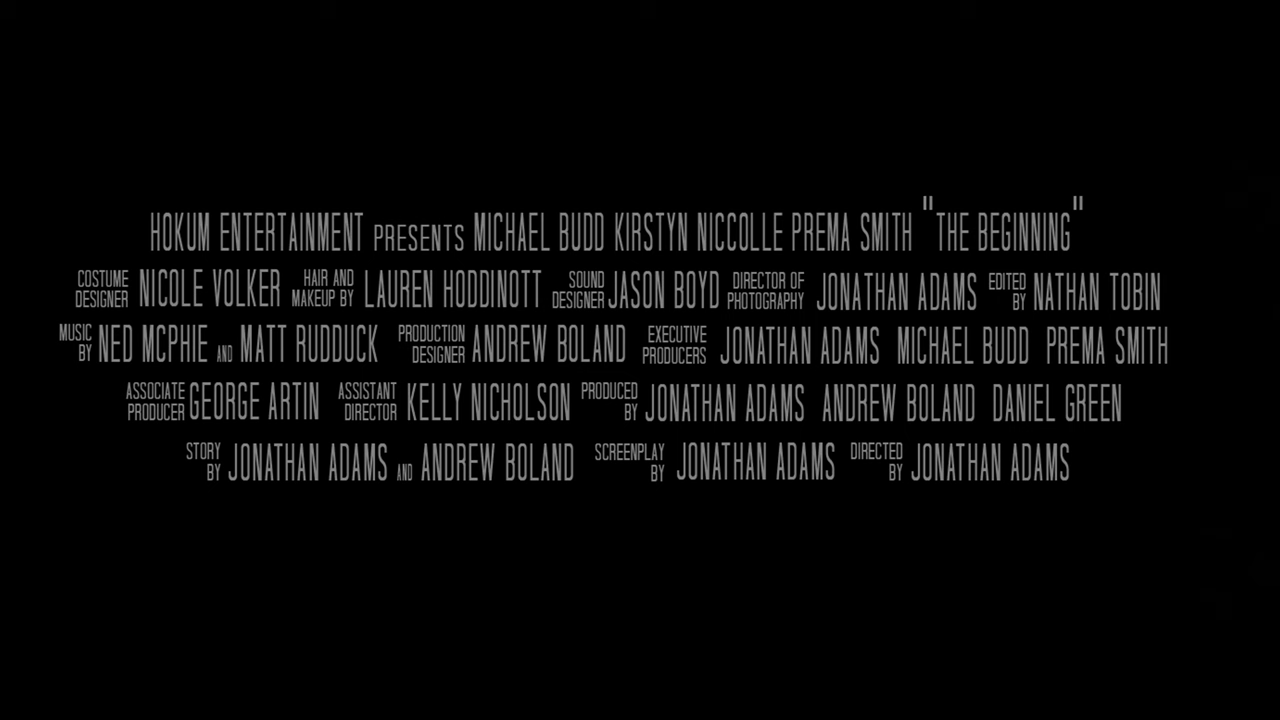 HOKUM ENTERTAINMENT PRESENTS MICHAEL BUDD KIRSTYN NICCOLLE PREMA SMITH "THE BEGINNING"
COSTUME DESIGNER NICOLE VOLKER HAIR AND MAKEUP BY LAUREN HODDINOTT SOUND DESIGNER JASON BOYD DIRECTOR OF PHOTOGRAPHY JONATHAN ADAMS EDITED BY NATHAN TOBIN
MUSIC BY NED MCPHIE AND MATT RUDDUCK PRODUCTION DESIGNER ANDREW BOLAND EXECUTIVE PRODUCERS JONATHAN ADAMS MICHAEL BUDD PREMA SMITH
ASSOCIATE PRODUCER GEORGE ARTIN ASSISTANT DIRECTOR KELLY NICHOLSON PRODUCED BY JONATHAN ADAMS ANDREW BOLAND DANIEL GREEN
STORY BY JONATHAN ADAMS AND ANDREW BOLAND SCREENPLAY BY JONATHAN ADAMS DIRECTED BY JONATHAN ADAMS